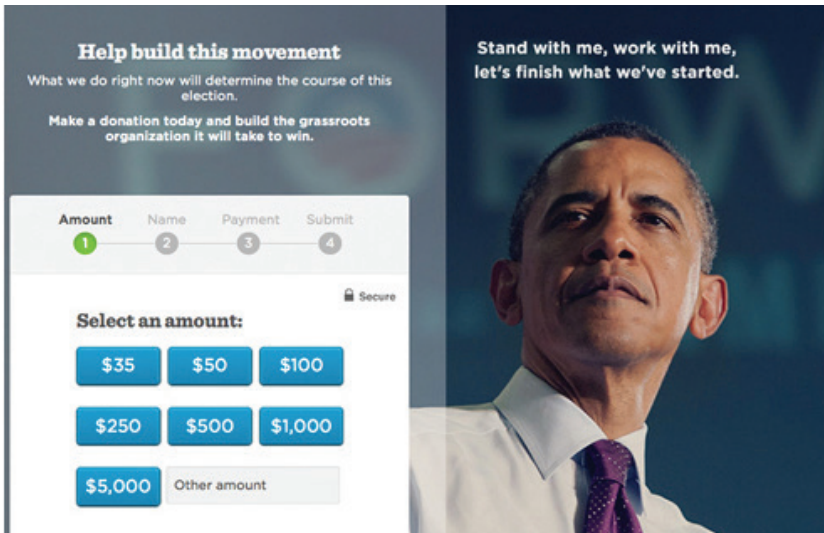 Help build this movement
What we do right now will determine the course of this
election.
Make a donation today and build the grassroots
organization it will take to win.
Stand with me, work with me,
let's finish what we've started.
Amount Name Payment Submit
1 2 3 4
Secure
Select an amount:
$35 $50 $100
$250 $500 $1,000
$5,000 Other amount